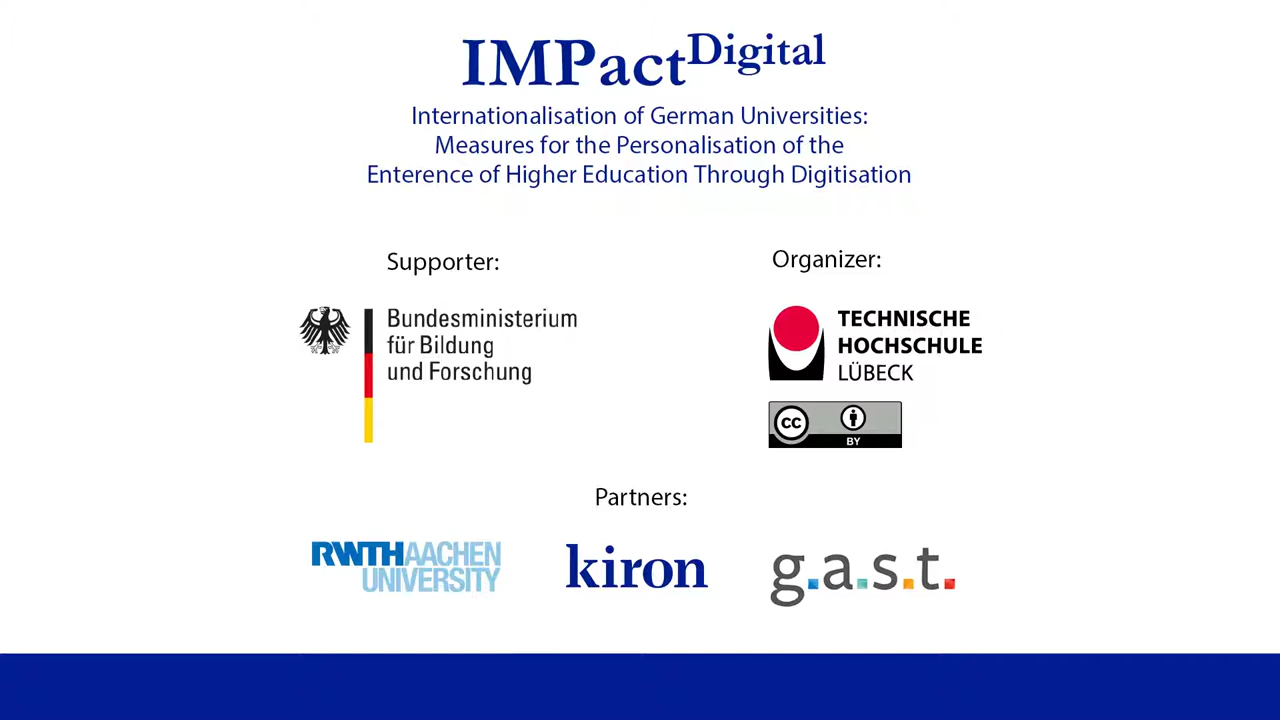 IMPactDigital
Internationalisation of German Universities:
Measures for the Personalisation of the
Enterence of Higher Education Through Digitisation
Supporter:
Organizer:
Bundesministerium
für Bildung
und Forschung
TECHNISCHE
HOCHSCHULE
LÜBECK
cc
BY
Partners:
RWTHAACHEN
UNIVERSITY
kiron
g.a.s.t.